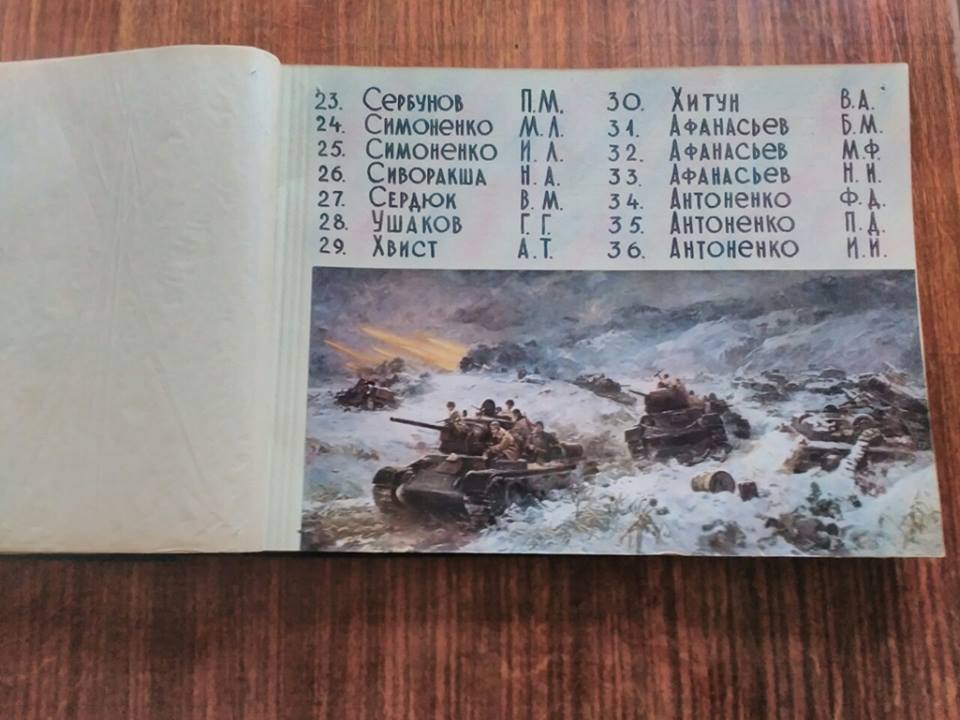 23. Сербунов П.М.
24. Симоненко М.Л.
25. Симоненко И.Л.
26. Сиворакша Н.А.
27. Сердюк В.М.
28. Ушаков Г.Г.
29. Хвист А.Т.
30. Хитун В.А.
31. Афанасьев Б.М.
32. Афанасьев М.Ф.
33. Афанасьев Н.И.
34. Антоненко Ф.Д.
35. Антоненко П.Д.
36. Антоненко И.И.